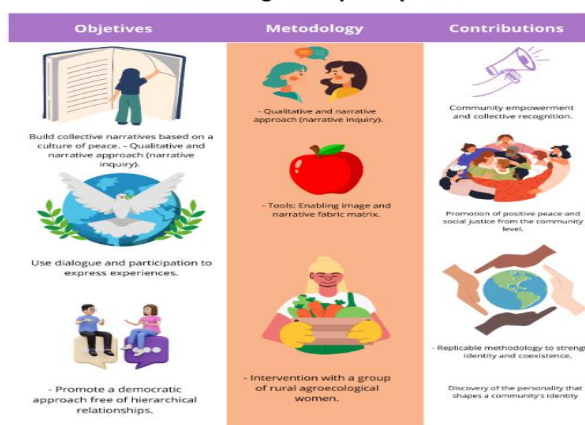 Objetives
Metodology
Contributions
Build collective narratives based on a
culture of peace. - Qualitative and
narrative approach (narrative
inquiry).
Use dialogue and participation to
express experiences.
- Promote a democratic
approach free of hierarchical
relationships.
- Qualitative and narrative
approach (narrative inquiry).
- Tools: Enabling image and
narrative fabric matrix.
- Intervention with a group
of rural agroecological
women.
Community empowerment
and collective recognition.
Promotion of positive peace and
social justice from the community
level.
- Replicable methodology to
identity and coexistence.
Discovery of the personality that
shapes a community's identity